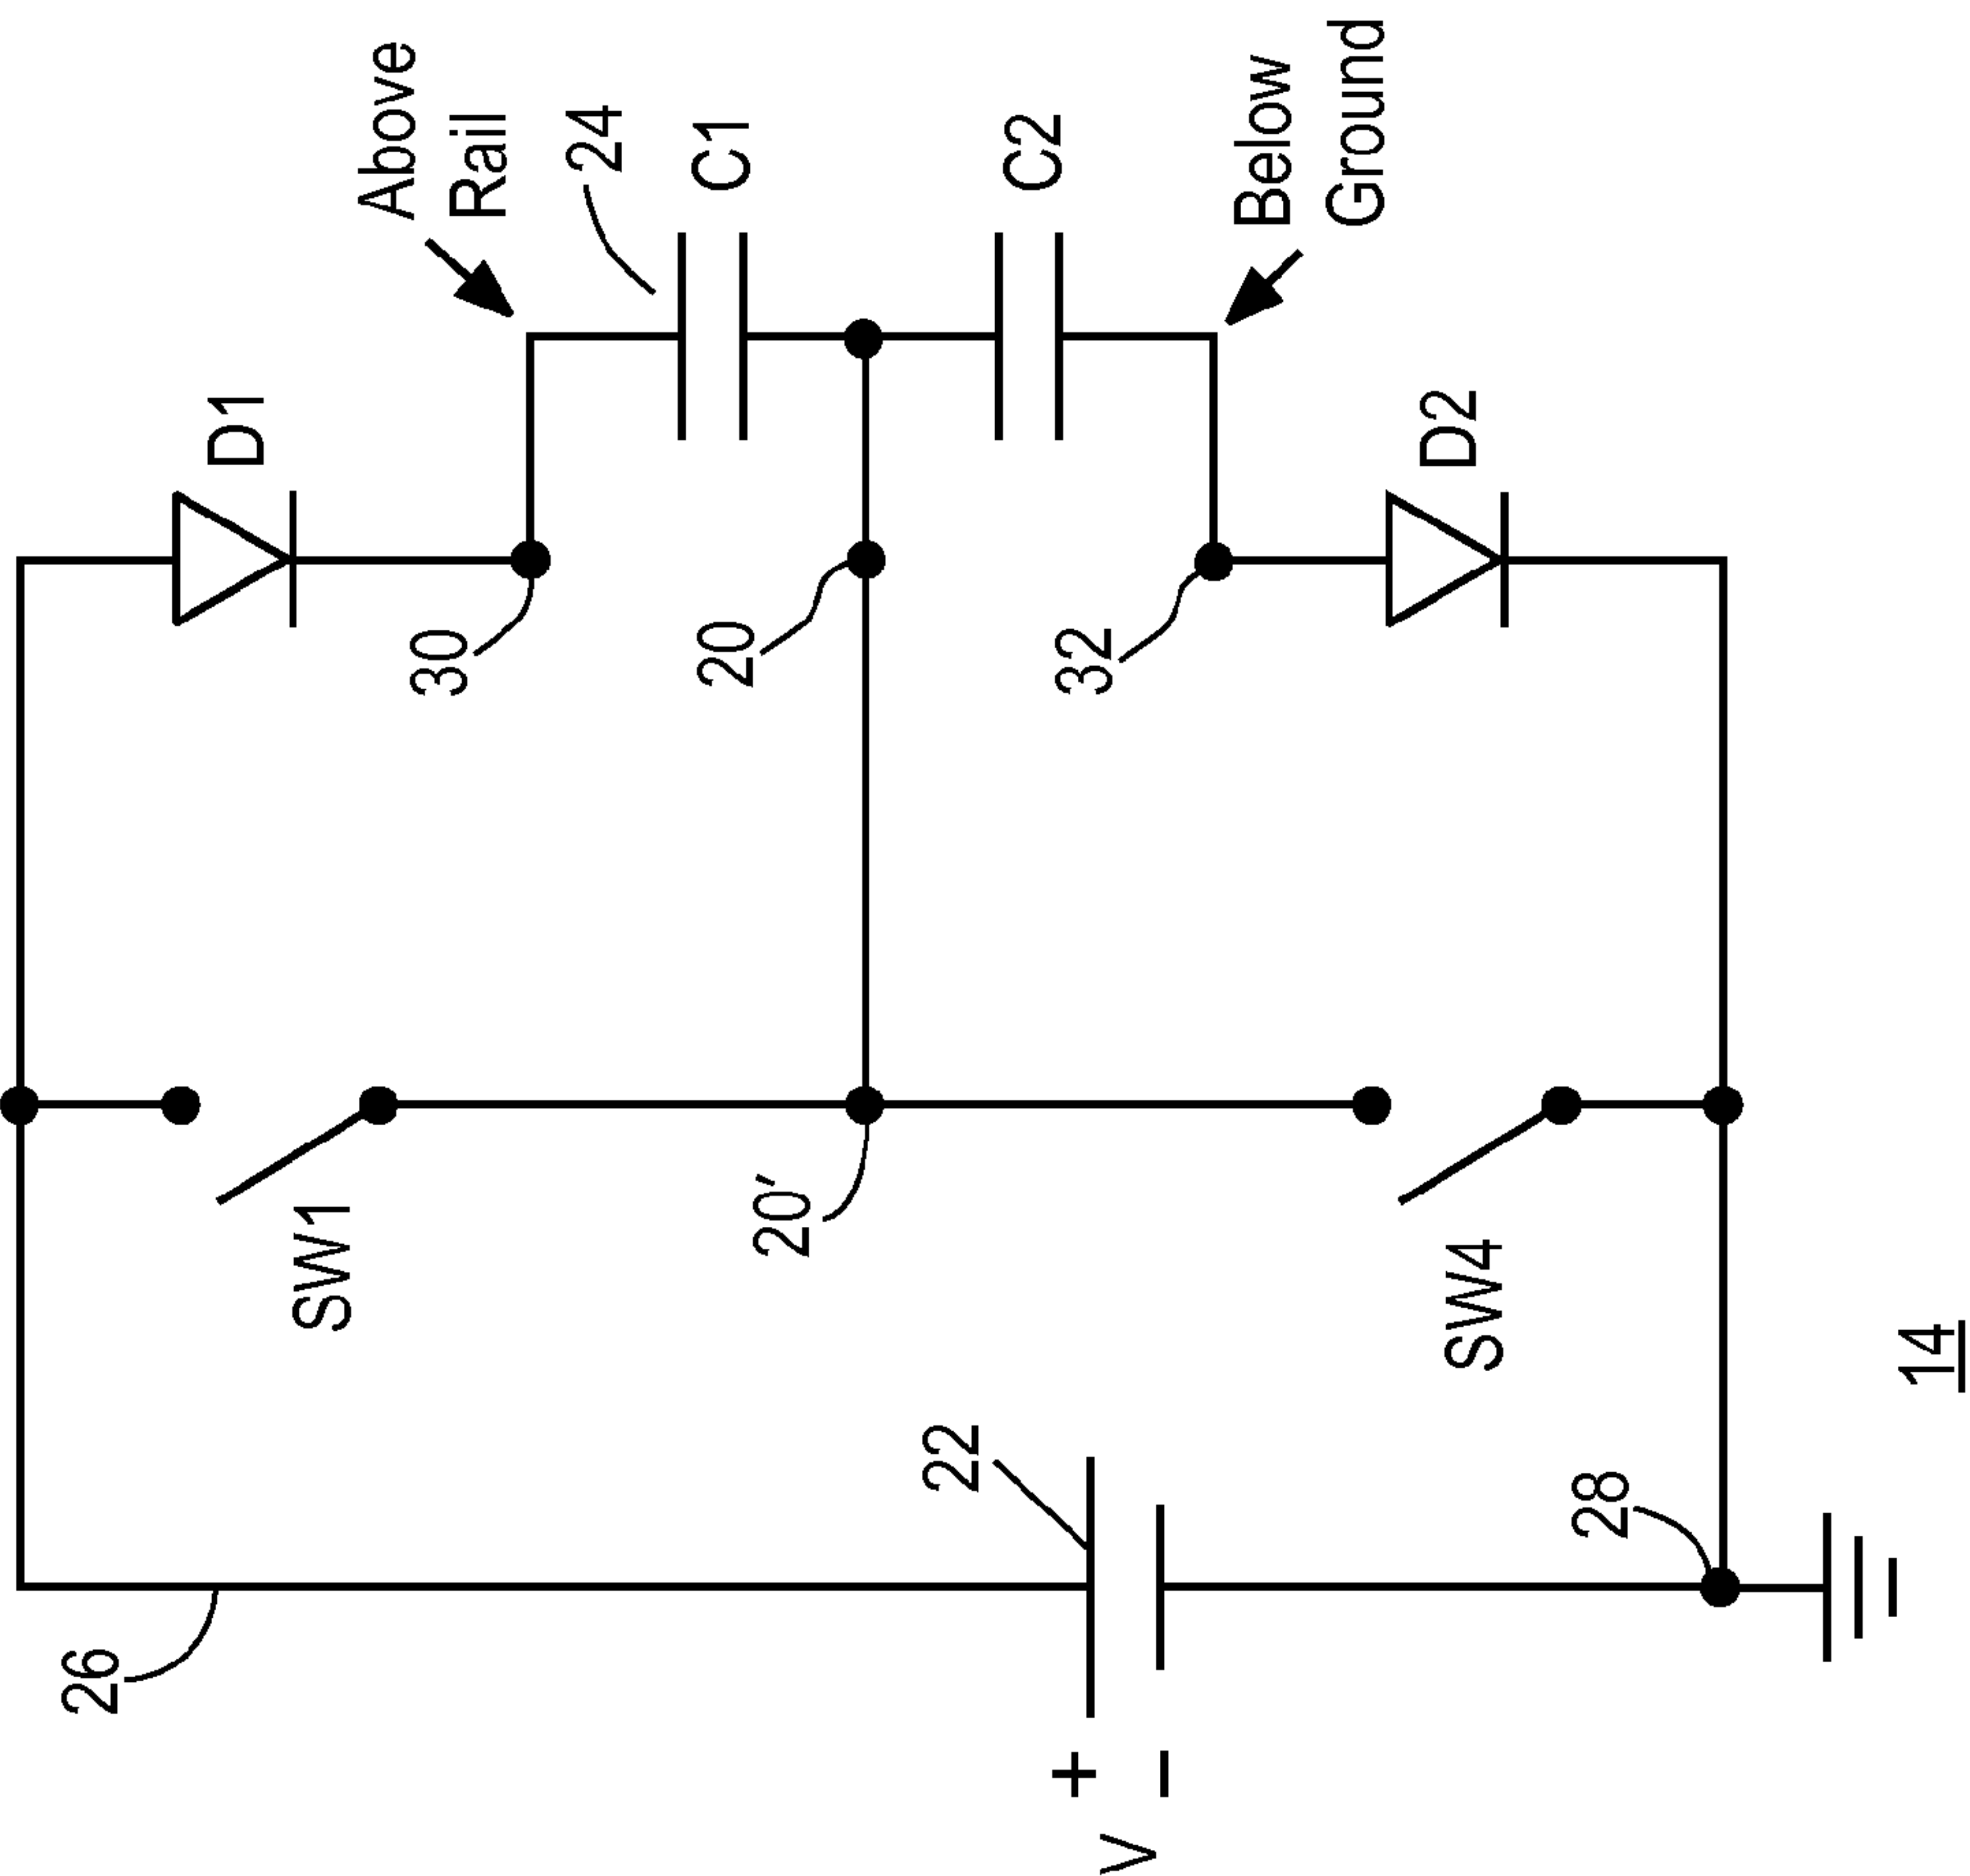 D1
Above
Rail
30
24
C1
20
C2
32
Below
Ground
D2
SW1
20'
SW4
26
22
V
+
−
28
14